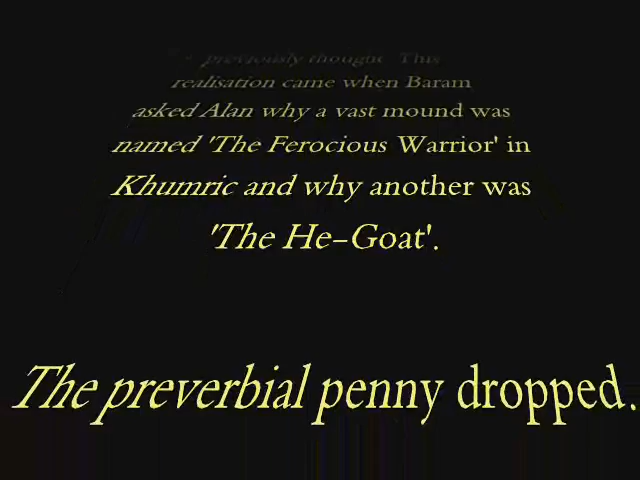 previously thought. This
realisation came when Baram
asked Alan why a vast mound was
named 'The Ferocious Warrior' in
Khumric and why another was
'The He-Goat'.
The preverbial penny dropped.